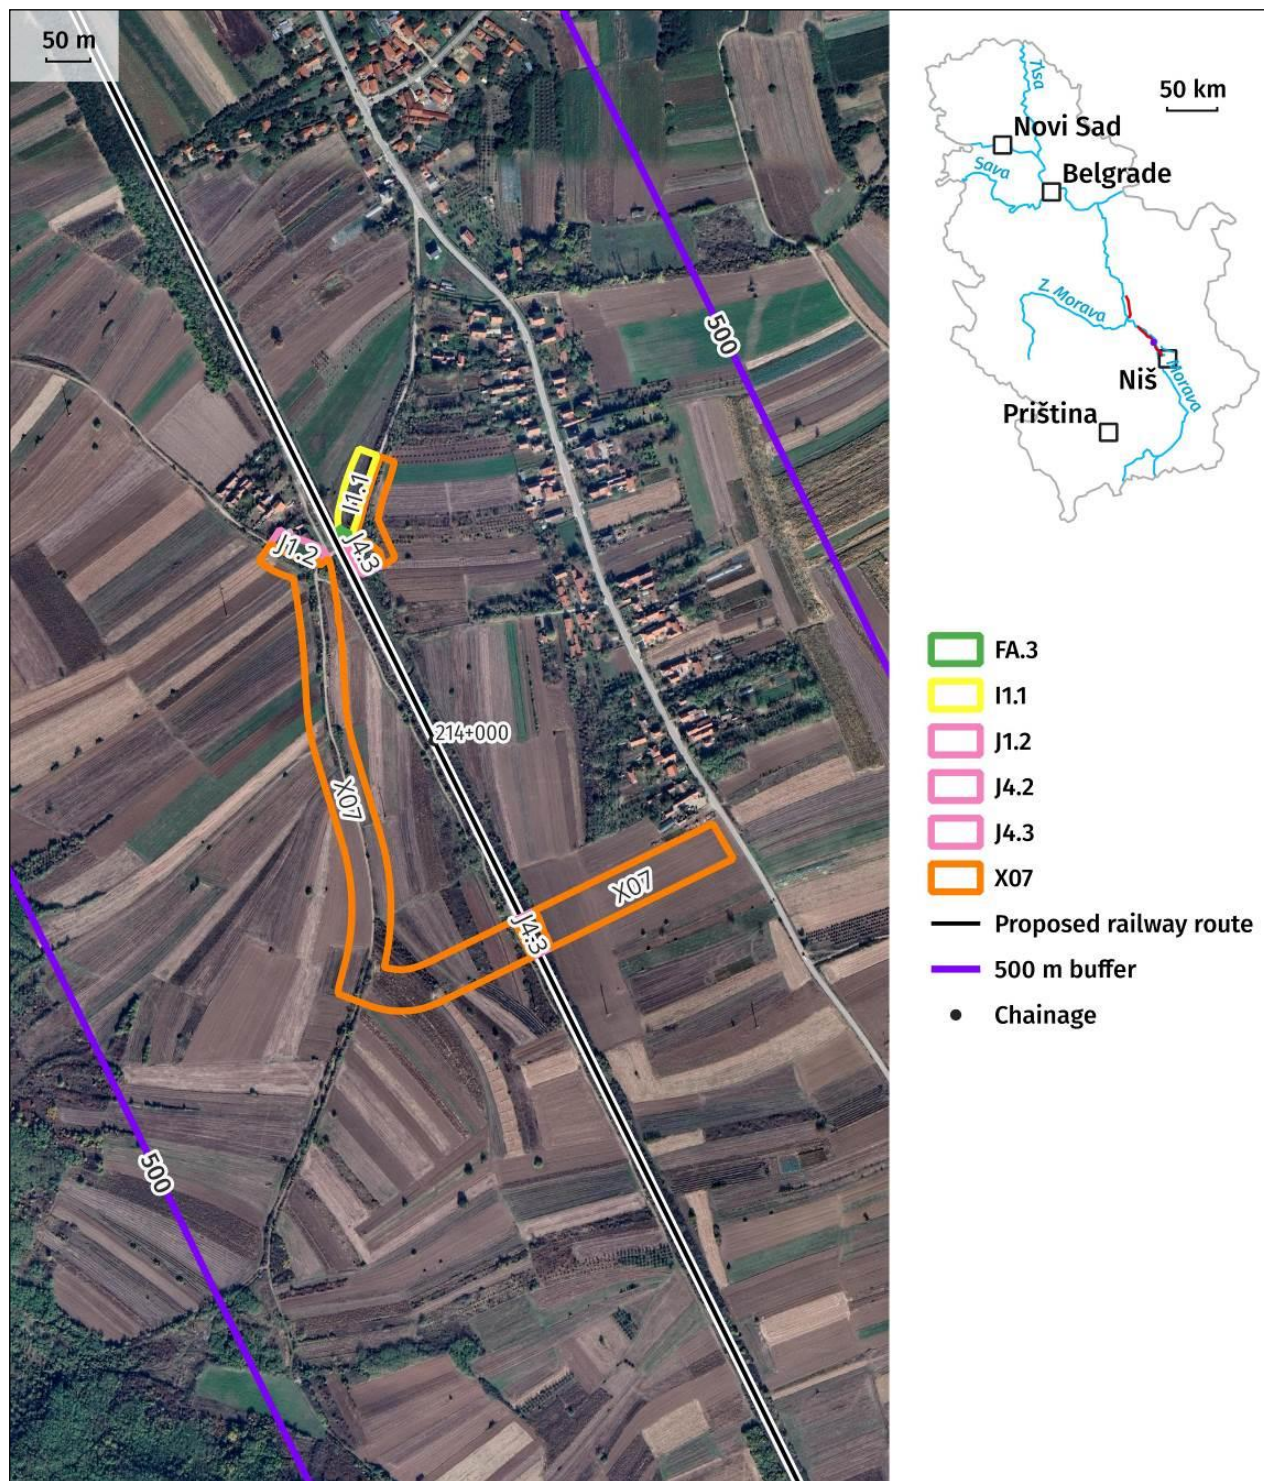 50 m
500
I1.1
J4.3
J1.2
214+000
X07
X07
J4.3
500
Tisa
50 km
Novi Sad
Sava
Belgrade
Z. Morava
Morava
Niš
Priština
FA.3
I1.1
J1.2
J4.2
J4.3
X07
Proposed railway route
500 m buffer
Chainage